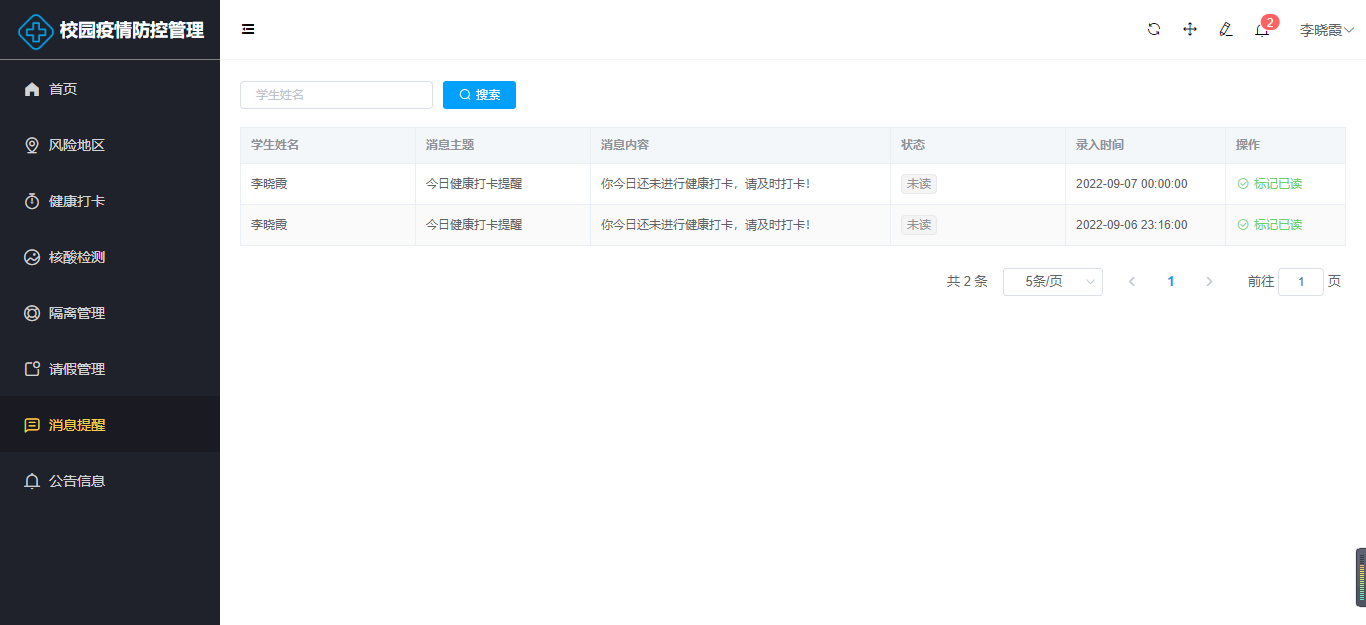 校园疫情防控管理
2
李晓霞
首页
风险地区
健康打卡
核酸检测
隔离管理
请假管理
消息提醒
公告信息
学生姓名
搜索
学生姓名 消息主题 消息内容 状态 录入时间 操作
李晓霞 今日健康打卡提醒 你今日还未进行健康打卡，请及时打卡！ 未读 2022-09-07 00:00:00 标记已读
李晓霞 今日健康打卡提醒 你今日还未进行健康打卡，请及时打卡！ 未读 2022-09-06 23:16:00 标记已读
共 2 条 5条/页 1 前往 1 页